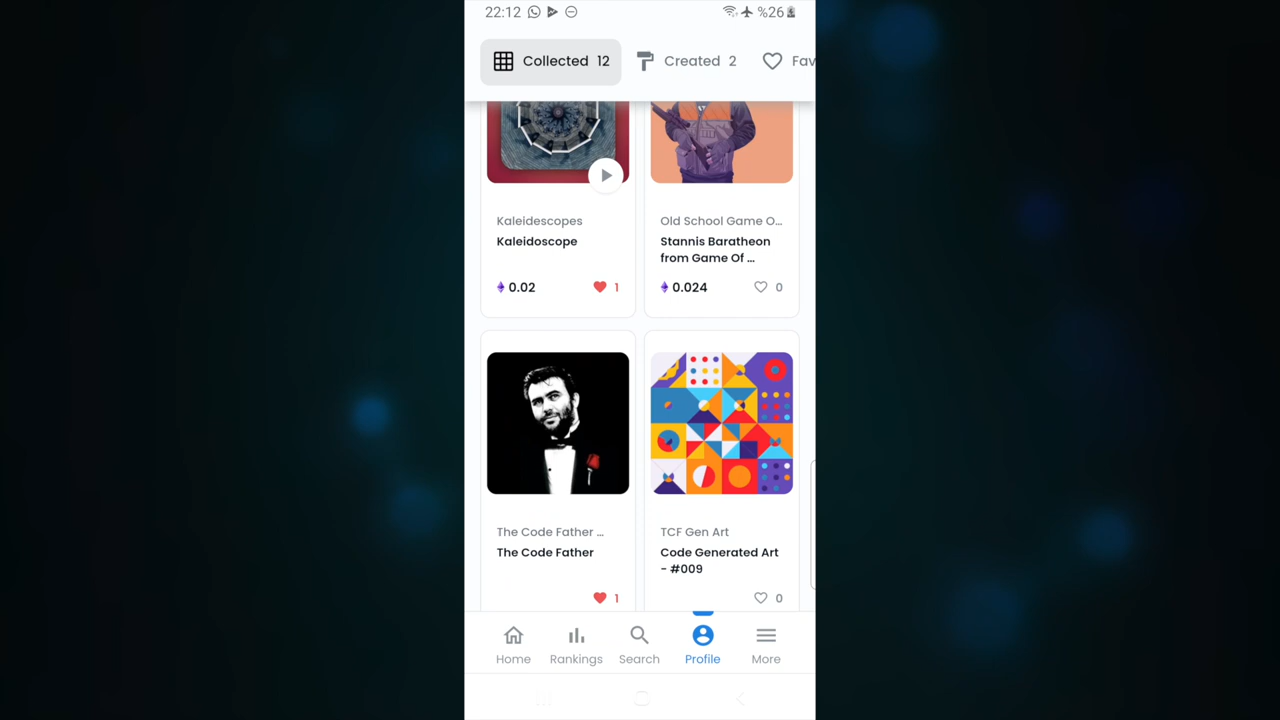 22:12 %26
Collected 12 Created 2 Fav
Kaleidescopes
Kaleidoscope
0.02 1
Old School Game O...
Stannis Baratheon
from Game Of ...
0.024 0
The Code Father ...
The Code Father
1
TCF Gen Art
Code Generated Art
- #009
0
Home Rankings Search Profile More